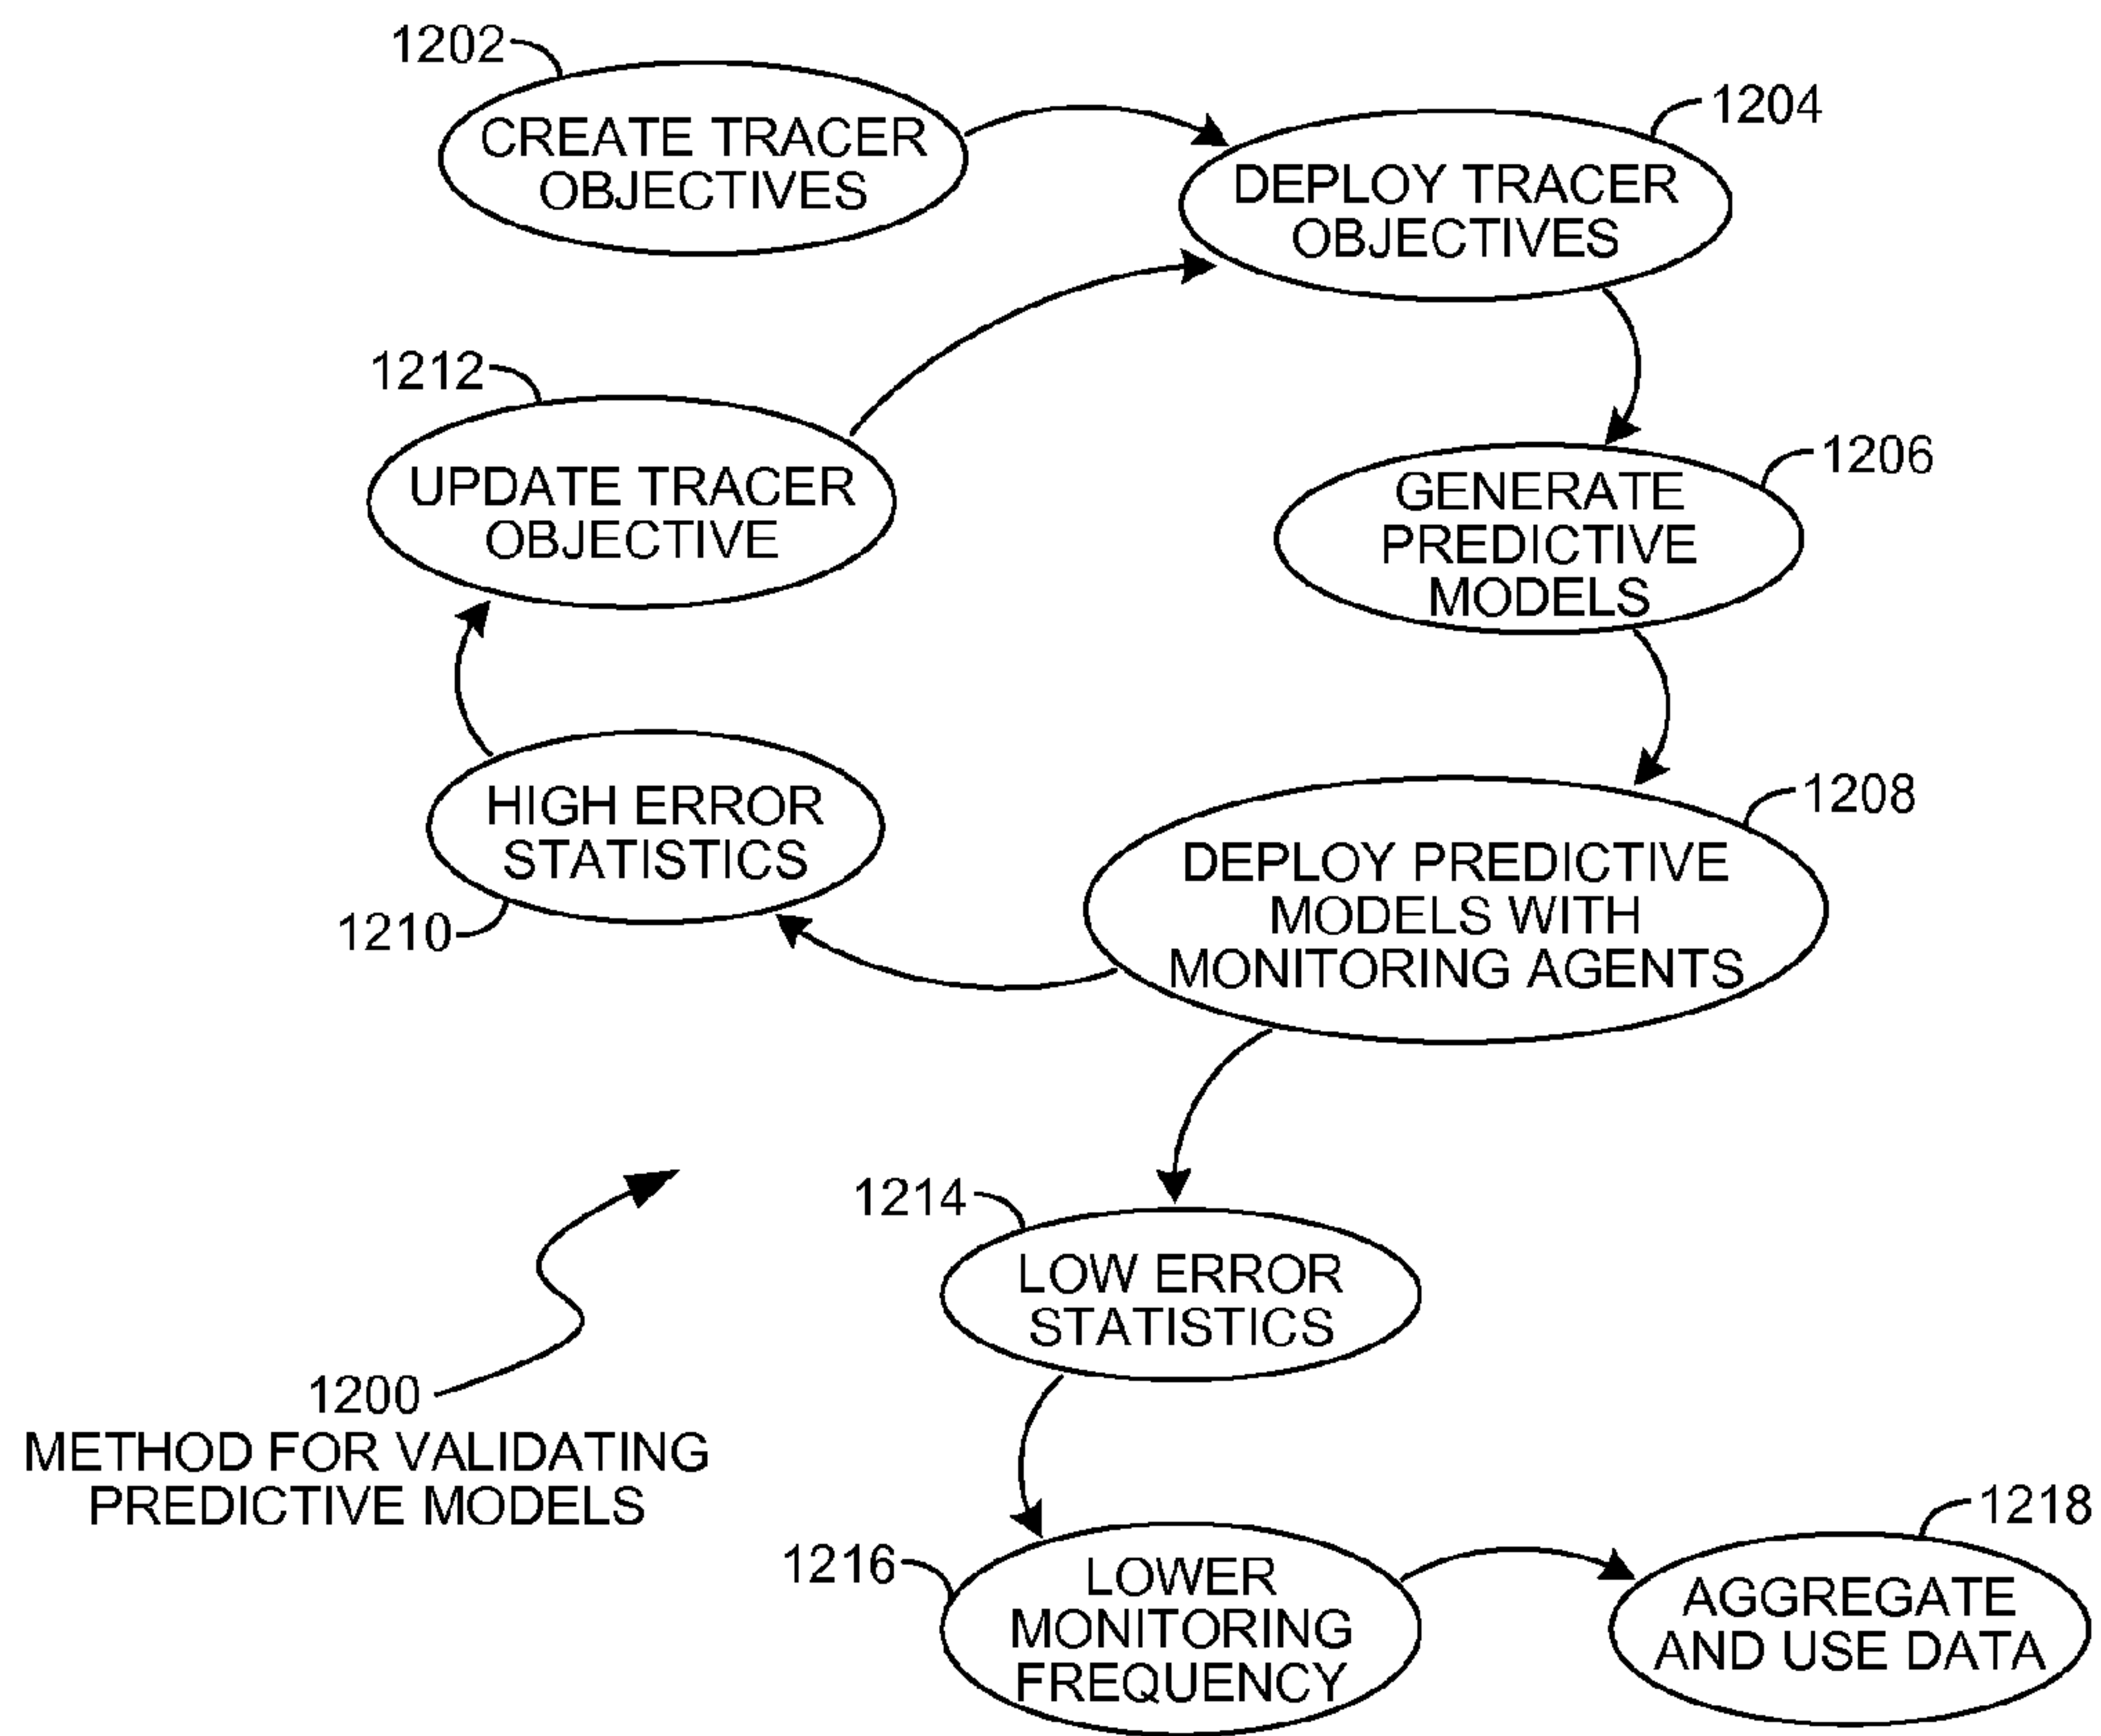 1202
CREATE TRACER
OBJECTIVES
1204
DEPLOY TRACER
OBJECTIVES
1212
UPDATE TRACER
OBJECTIVE
1206
GENERATE
PREDICTIVE
MODELS
HIGH ERROR
STATISTICS
1210
1208
DEPLOY PREDICTIVE
MODELS WITH
MONITORING AGENTS
1214
LOW ERROR
STATISTICS
1200
METHOD FOR VALIDATING
PREDICTIVE MODELS
1216
LOWER
MONITORING
FREQUENCY
1218
AGGREGATE
AND USE DATA